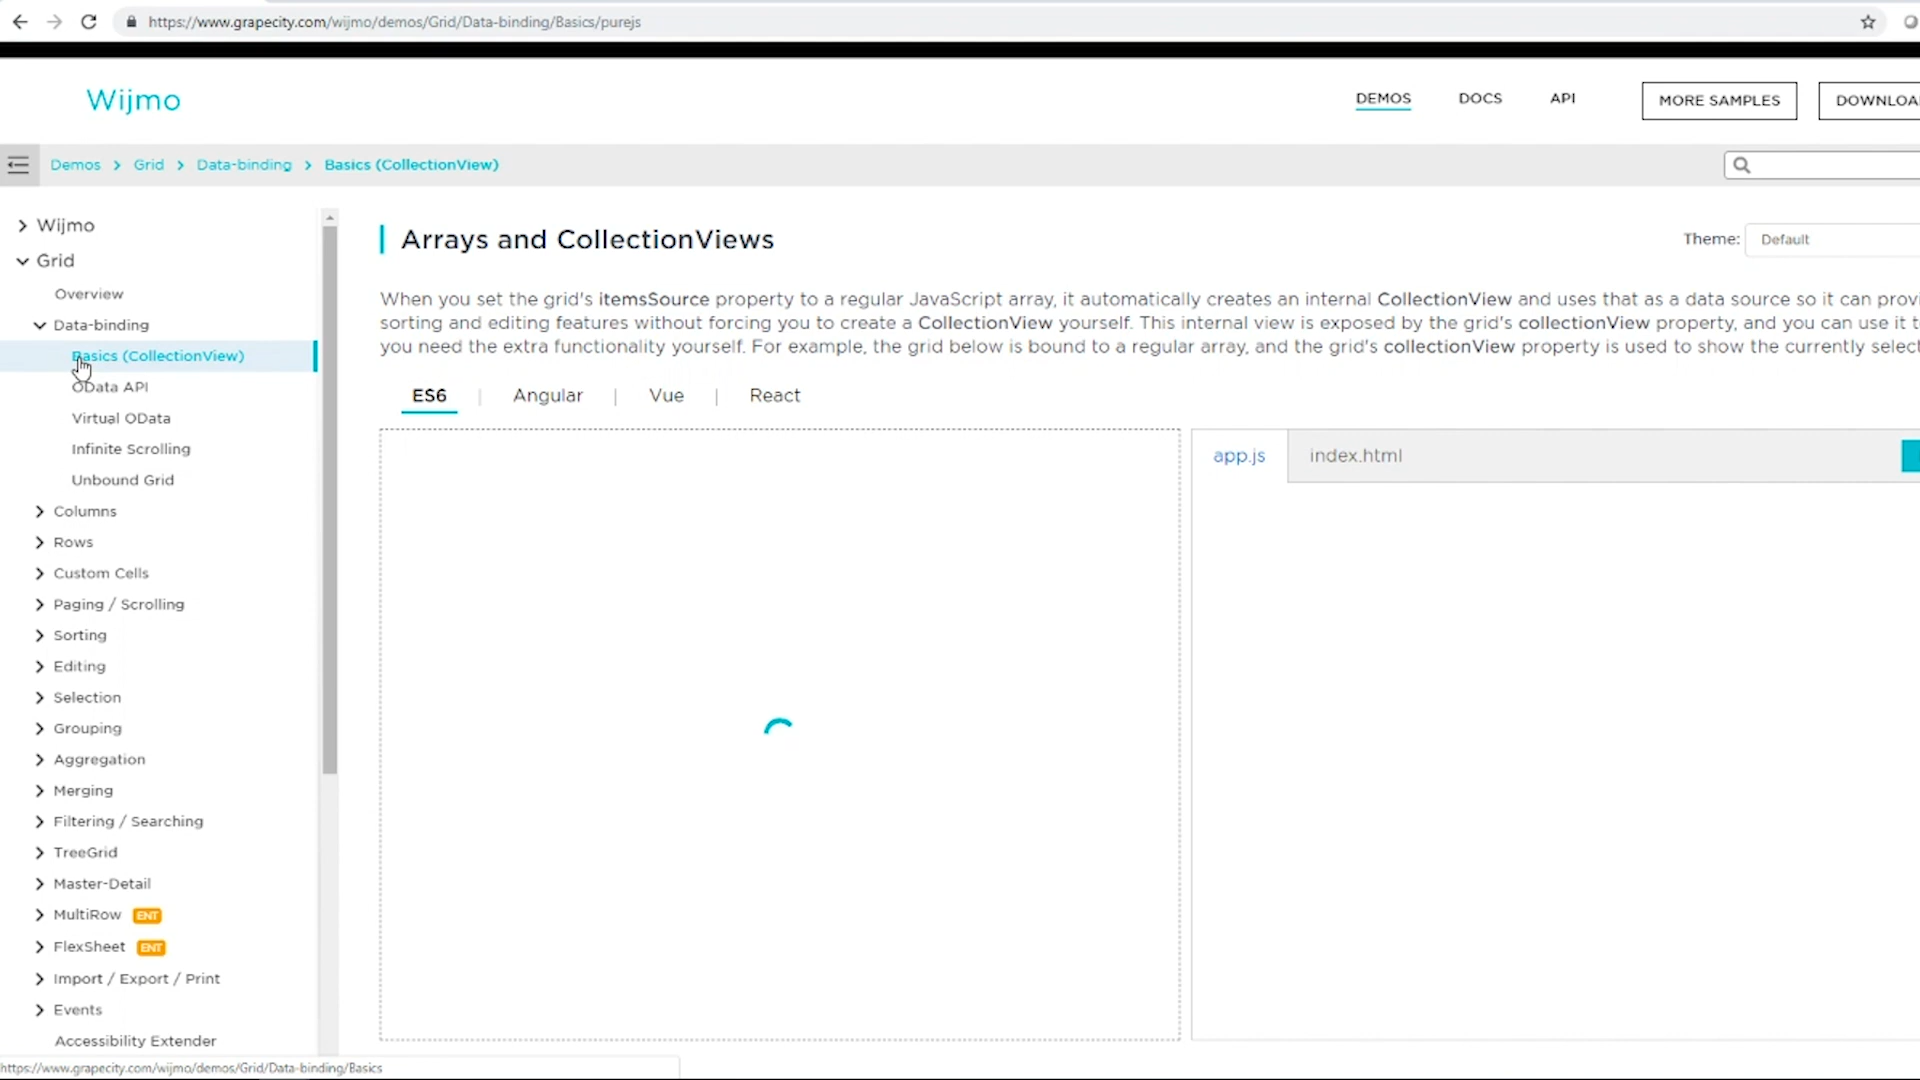 https://www.grapecity.com/wijmo/demos/Grid/Data-binding/Basics/purejs
Wijmo
DEMOS
DOCS
API
MORE SAMPLES
Demos > Grid > Data-binding > Basics (CollectionView)
Wijmo
Grid
Overview
Data-binding
Basics (CollectionView)
OData API
Virtual OData
Infinite Scrolling
Unbound Grid
Columns
Rows
Custom Cells
Paging / Scrolling
Sorting
Editing
Selection
Grouping
Aggregation
Merging
Filtering / Searching
TreeGrid
Master-Detail
MultiRow ENT
FlexSheet ENT
Import / Export / Print
Events
Accessibility Extender
Arrays and CollectionViews
Theme: Default
When you set the grid's itemsSource property to a regular JavaScript array, it automatically creates an internal CollectionView and uses that as a data source so it can
sorting and editing features without forcing you to create a CollectionView yourself. This internal view is exposed by the grid's collectionView property, and you can use it
you need the extra functionality yourself. For example, the grid below is bound to a regular array, and the grid's collectionView property is used to show the currently
ES6 | Angular | Vue | React
app.js
index.html
https://www.grapecity.com/wijmo/demos/Grid/Data-binding/Basics